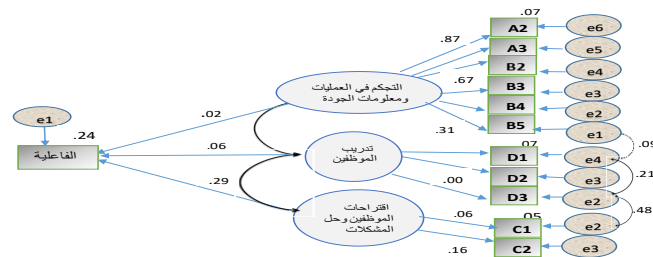 .07
A2
e6
.87
A3
e5
B2
e4
التجكم في العمليات
ومعلومات الجودة
.67
B3
e3
B4
e2
.31
B5
e1
e1
.24
.02
الفاعلية
.06
تدريب
الموظفين
.07
D1
e4
.09
D2
e3
.21
.00
D3
e2
.29
.48
اقتراحات
الموظفين وحل
المشكلات
.06
.05
C1
e2
.16
C2
e3